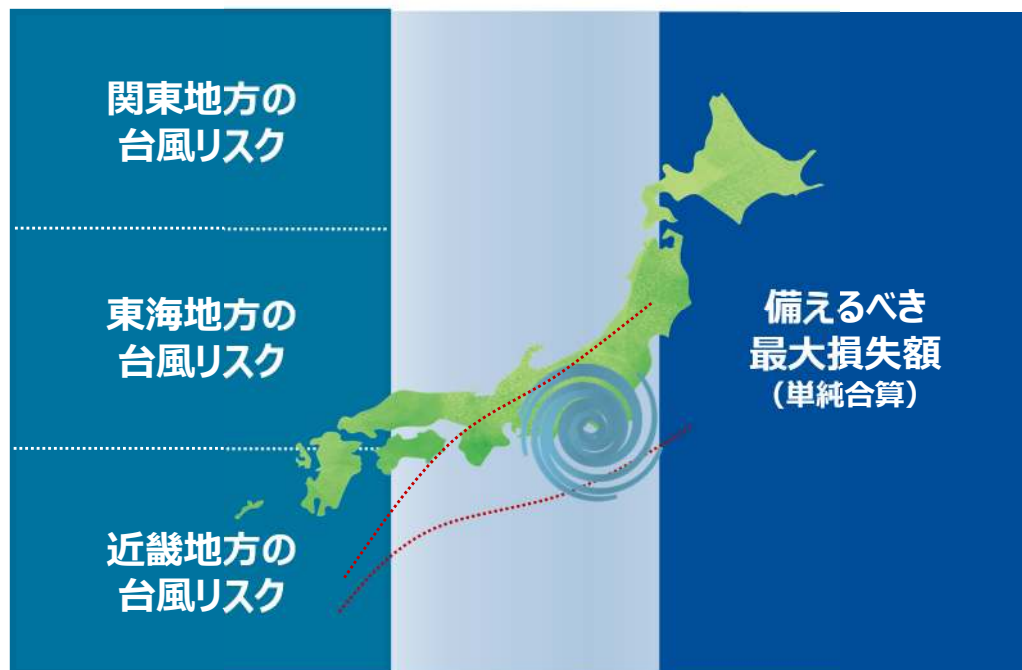 関東地方の
台風リスク
東海地方の
台風リスク
近畿地方の
台風リスク
備えるべき
最大損失額
（単純合算）